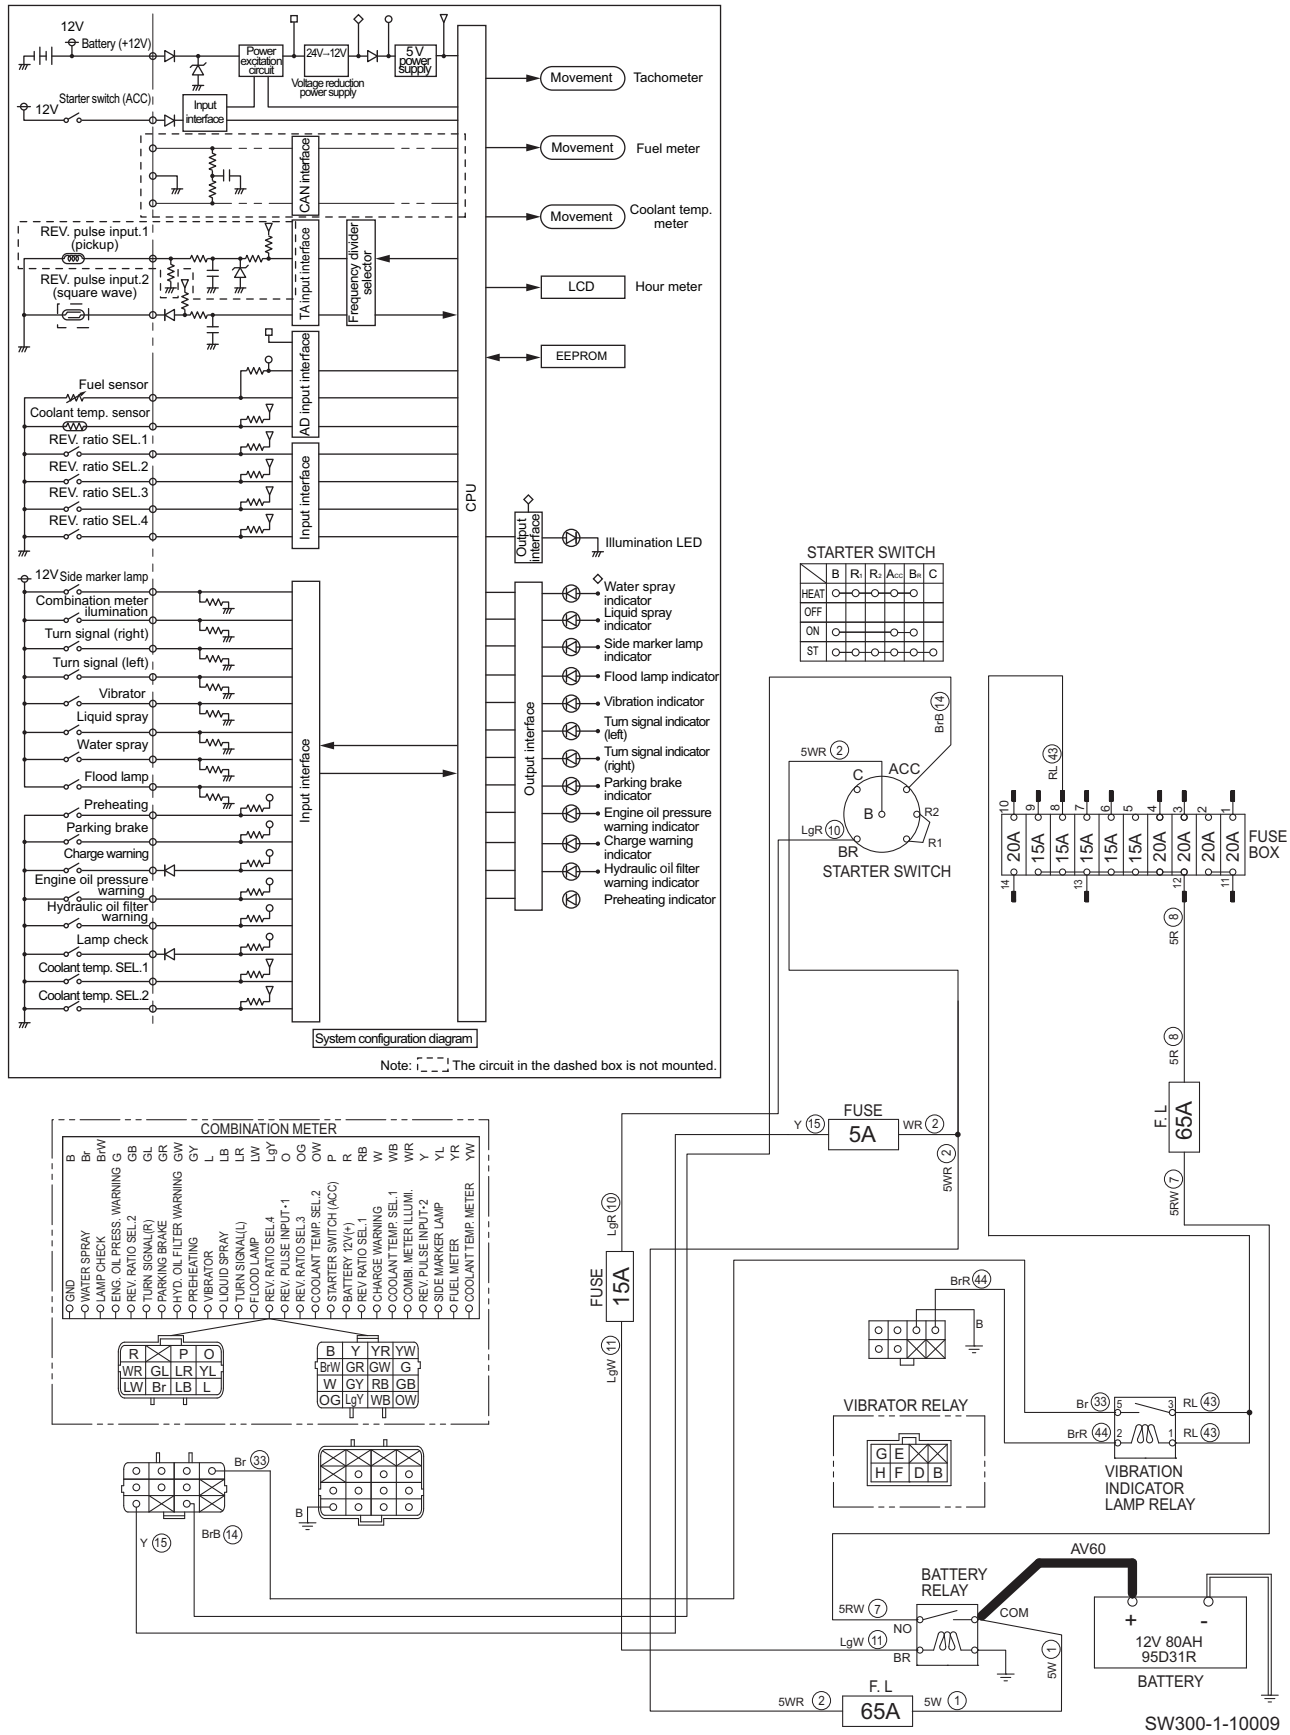 12V
Battery (+12V)
Power
excitation
circuit
24V→12V
Voltage reduction
power supply
5 V
power
supply
Starter switch (ACC)
12V
Input
interface
CAN interface
REV. pulse input.1
(pickup)
REV. pulse input.2
(square wave)
TA input interface
Frequency divider
selector
AD input interface
Fuel sensor
Coolant temp. sensor
REV. ratio SEL.1
REV. ratio SEL.2
REV. ratio SEL.3
REV. ratio SEL.4
Input interface
CPU
Movement Tachometer
Movement Fuel meter
Movement Coolant temp.
meter
LCD Hour meter
EEPROM
Output
interface
Illumination LED
12V Side marker lamp
Combination meter
ilumination
Turn signal (right)
Turn signal (left)
Vibrator
Liquid spray
Water spray
Flood lamp
Preheating
Parking brake
Charge warning
Engine oil pressure
warning
Hydraulic oil filter
warning
Lamp check
Coolant temp. SEL.1
Coolant temp. SEL.2
Input interface
Output interface
Water spray
indicator
Liquid spray
indicator
Side marker lamp
indicator
Flood lamp indicator
Vibration indicator
Turn signal indicator
(left)
Turn signal indicator
(right)
Parking brake
indicator
Engine oil pressure
warning indicator
Charge warning
indicator
Hydraulic oil filter
warning indicator
Preheating indicator
System configuration diagram
Note: The circuit in the dashed box is not mounted.
STARTER SWITCH
B R1 R2 ACC BR C
HEAT
OFF
ON
ST
BrB 14
5WR 2
C ACC
B R2
LgR 10
BR R1
STARTER SWITCH
RL 43
10 9 8 7 6 5 4 3 2 1
20A 15A 15A 15A 15A 15A 20A 20A 20A
FUSE
BOX
14 13 12 11
5R 8
5R 8
F. L
65A
5RW 7
FUSE
Y 15 5A WR 2
5WR 2
LgR 10
FUSE
15A
LgW 11
COMBINATION METER
B Br BrW G GB GL GR GW GY L LB LR LW LgY O OG OW P R RB W WB WR Y YL YR YW
GND
WATER SPRAY
LAMP CHECK
ENG. OIL PRESS. WARNING
REV. RATIO SEL.2
TURN SIGNAL(R)
PARKING BRAKE
HYD. OIL FILTER WARNING
PREHEATING
VIBRATOR
LIQUID SPRAY
TURN SIGNAL(L)
FLOOD LAMP
REV. RATIO SEL.4
REV. PULSE INPUT·1
REV. RATIO SEL.3
COOLANT TEMP. SEL.2
STARTER SWITCH (ACC)
BATTERY 12V(+)
REV RATIO SEL.1
CHARGE WARNING
COOLANT TEMP. SEL.1
COMBI. METER ILLUMI.
REV. PULSE INPUT·2
SIDE MARKER LAMP
FUEL METER
COOLANT TEMP. METER
R P O
WR GL LR YL
LW Br LB L
B Y YR YW
BrW GR GW G
W GY RB GB
OG LgY WB OW
Br 33
Y 15
BrB 14
B
BrR 44
B
VIBRATOR RELAY
G E
H F D B
Br 33 5 3 RL 43
BrR 44 2 1 RL 43
VIBRATION
INDICATOR
LAMP RELAY
AV60
BATTERY
RELAY
5RW 7
NO
COM
LgW 11
BR
5W 1
+ -
12V 80AH
95D31R
BATTERY
F. L
5WR 2 65A 5W 1
SW300-1-10009